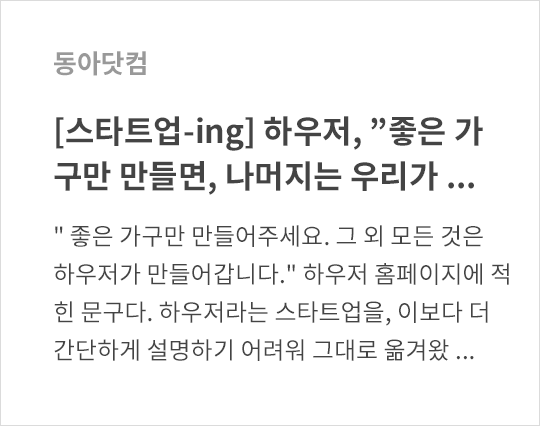 동아닷컴
[스타트업-ing] 하우저, ”좋은 가
구만 만들면, 나머지는 우리가 ...
" 좋은 가구만 만들어주세요. 그 외 모든 것은
하우저가 만들어갑니다." 하우저 홈페이지에 적
힌 문구다. 하우저라는 스타트업을, 이보다 더
간단하게 설명하기 어려워 그대로 옮겨왔 ...